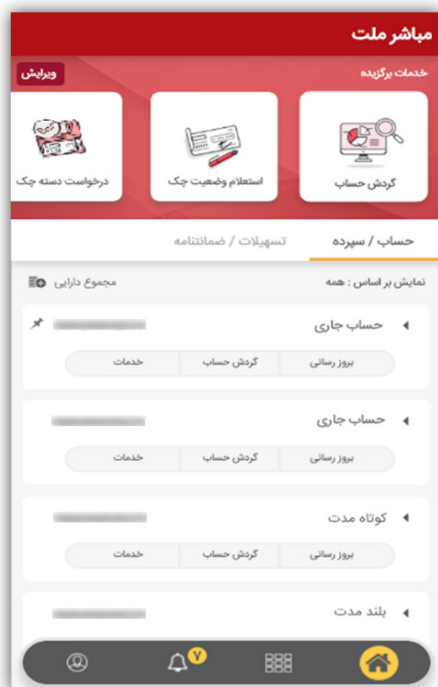 مباشر ملت
خدمات برگزیده ویرایش
گردش حساب استعلام وضعیت چک درخواست دسته چک
حساب / سپرده تسهیلات / ضمانتنامه
نمایش بر اساس : همه مجموع دارایی
حساب جاری
بروز رسانی گردش حساب خدمات
حساب جاری
بروز رسانی گردش حساب خدمات
کوتاه مدت
بروز رسانی گردش حساب خدمات
بلند مدت
۷